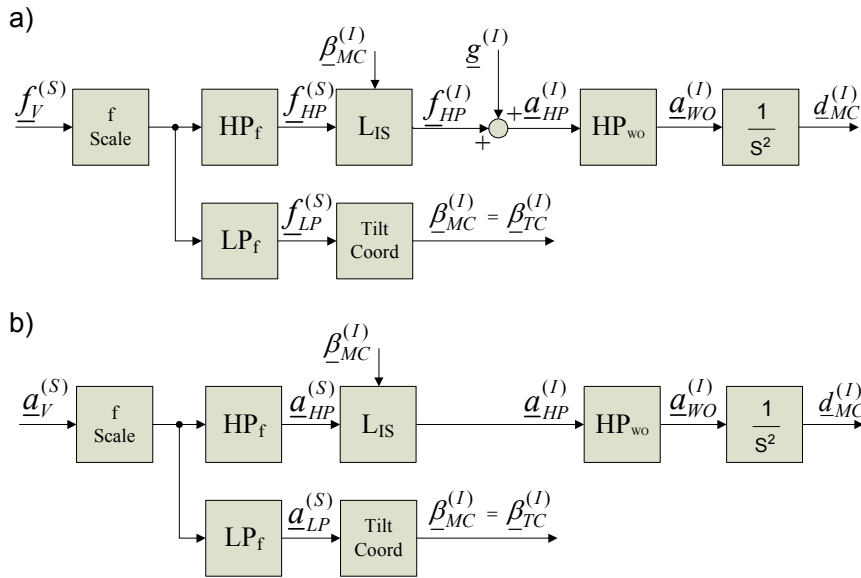 a)
β_MC^(I)
g^(I)
f_V^(S)
f Scale
HP_f
f_HP^(S)
L_IS
f_HP^(I)
+
+
a_HP^(I)
HP_WO
a_WO^(I)
1/S²
d_MC^(I)
LP_f
f_LP^(S)
Tilt Coord
β_MC^(I) = β_TC^(I)
b)
β_MC^(I)
a_V^(S)
f Scale
HP_f
a_HP^(S)
L_IS
a_HP^(I)
HP_WO
a_WO^(I)
1/S²
d_MC^(I)
LP_f
a_LP^(S)
Tilt Coord
β_MC^(I) = β_TC^(I)